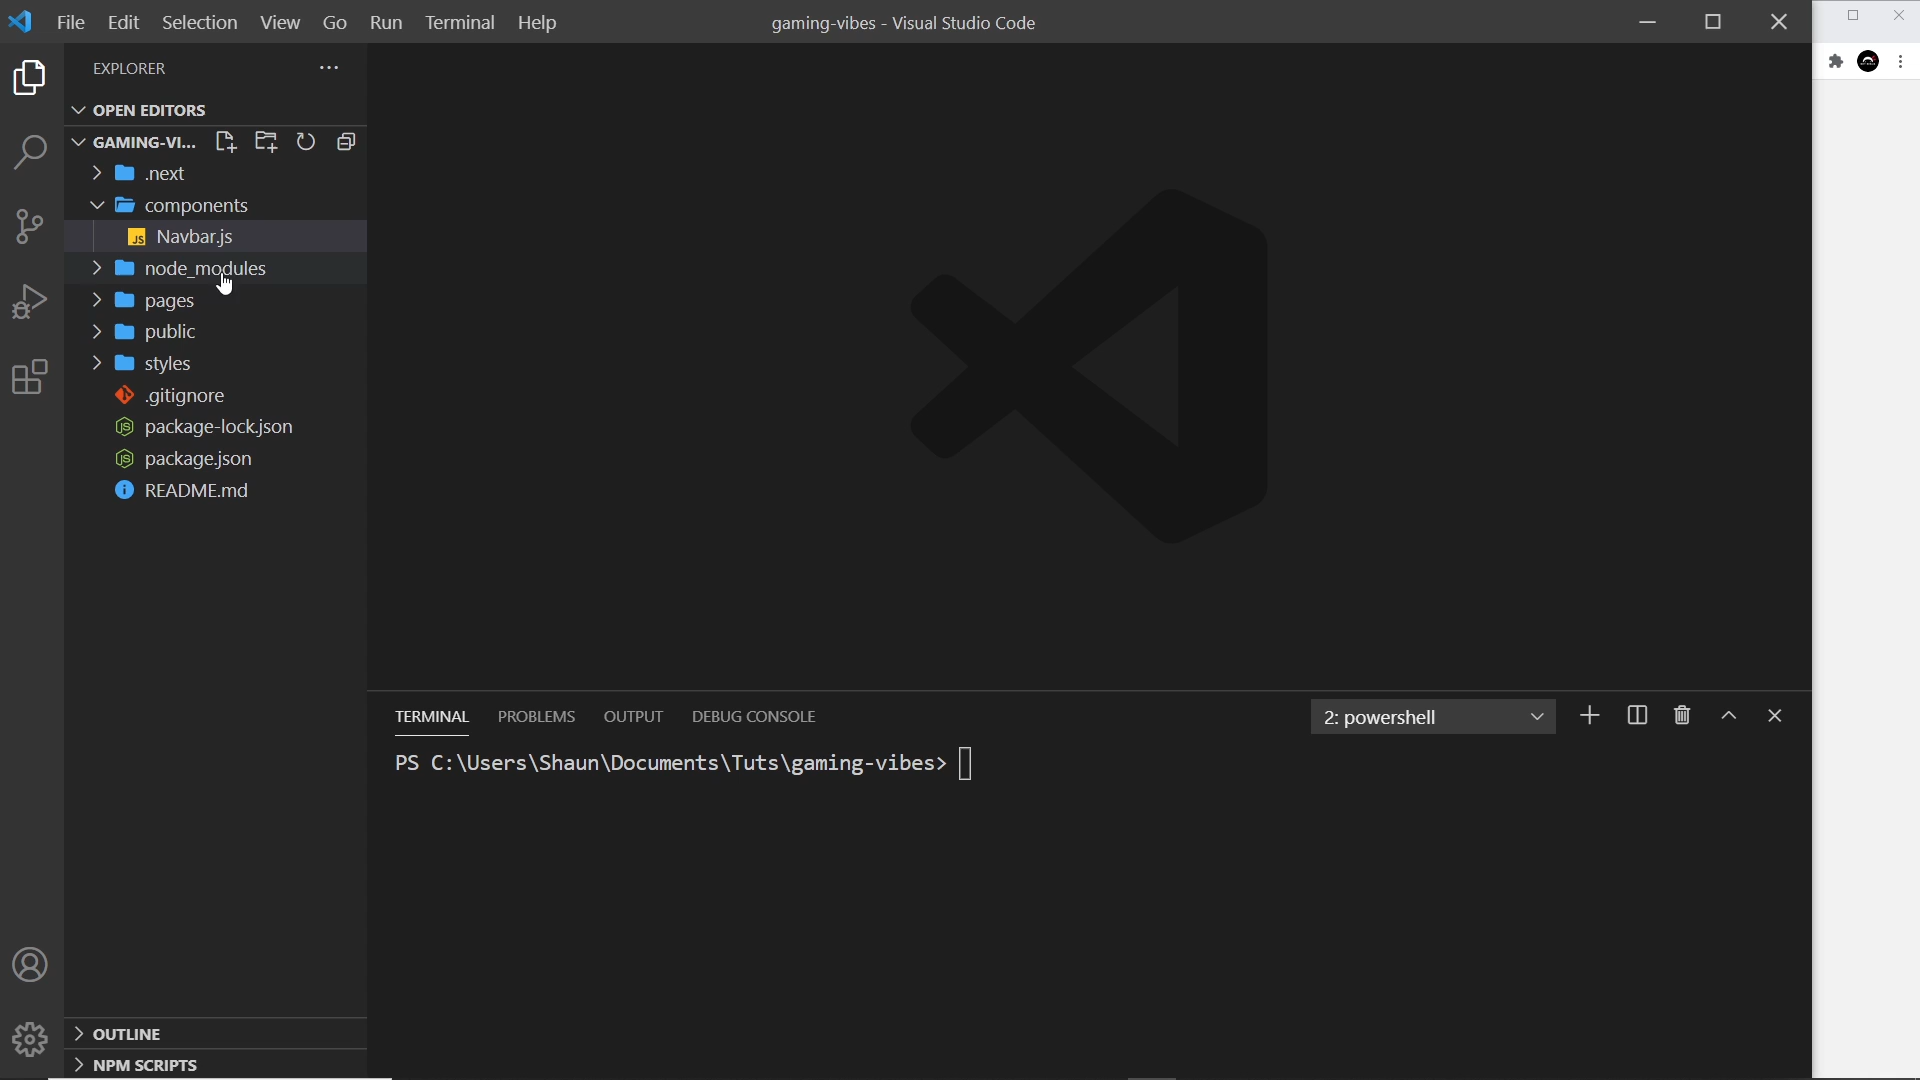 File Edit Selection View Go Run Terminal Help
gaming-vibes - Visual Studio Code
EXPLORER
OPEN EDITORS
GAMING-VI...
.next
components
JS Navbar.js
node_modules
pages
public
styles
.gitignore
package-lock.json
package.json
README.md
OUTLINE
NPM SCRIPTS
TERMINAL PROBLEMS OUTPUT DEBUG CONSOLE
2: powershell
PS C:\Users\Shaun\Documents\Tuts\gaming-vibes>